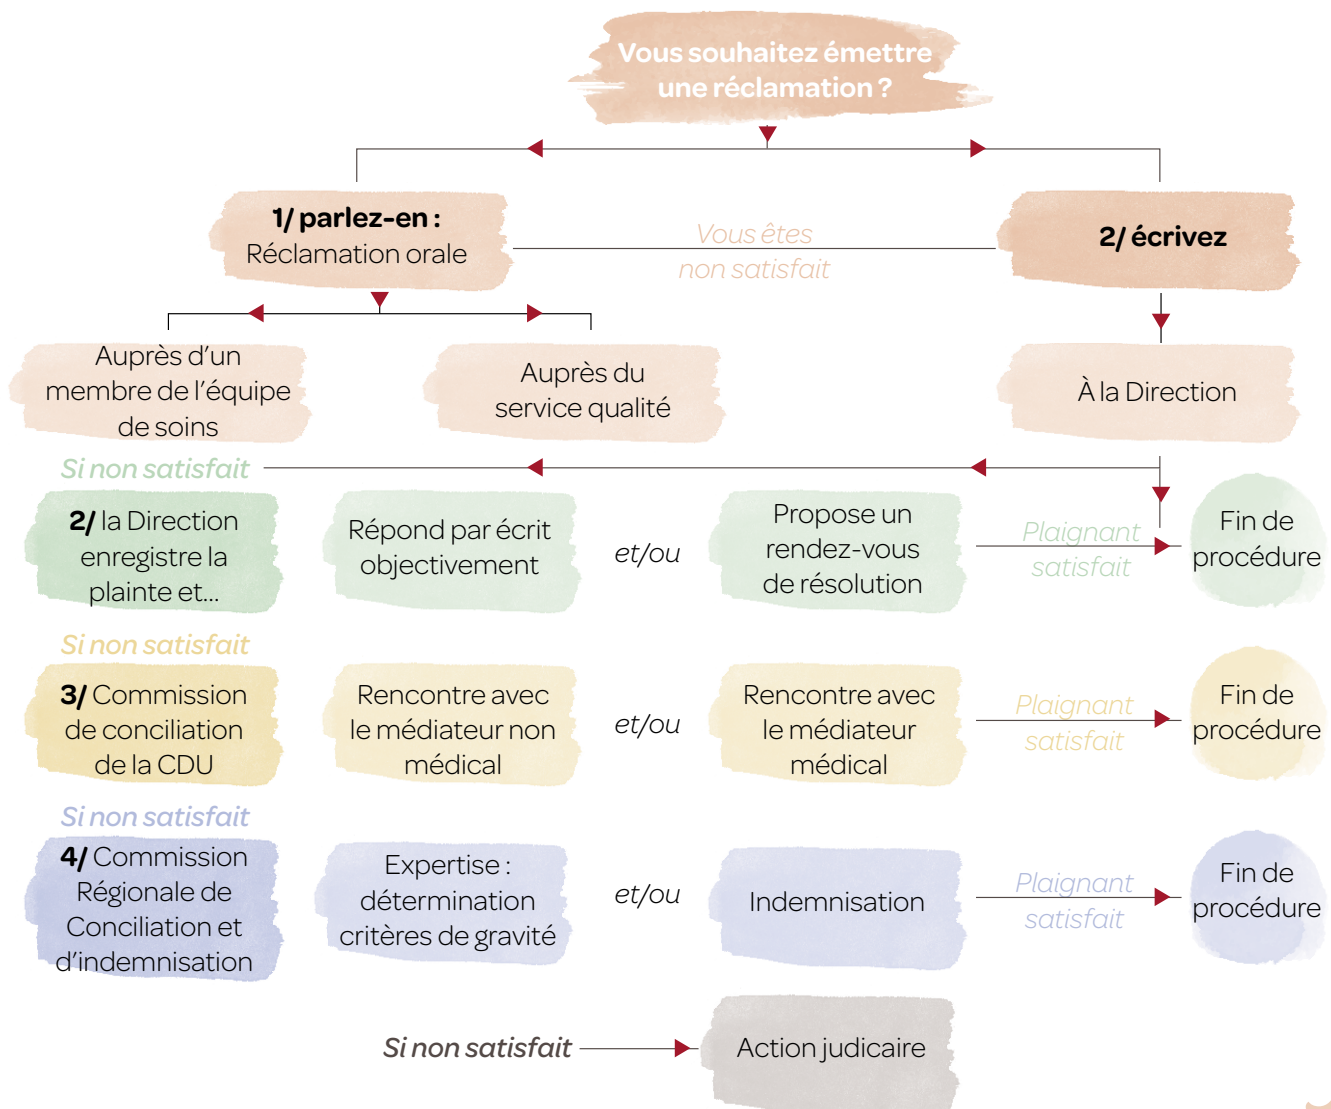 Vous souhaitez émettre
une réclamation ?
1/ parlez-en :
Réclamation orale
Vous êtes
non satisfait
2/ écrivez
Auprès d'un
membre de l'équipe
de soins
Auprès du
service qualité
À la Direction
Si non satisfait
2/ la Direction
enregistre la
plainte et...
Répond par écrit
objectivement
et/ou
Propose un
rendez-vous
de résolution
Plaignant
satisfait
Fin de
procédure
Si non satisfait
3/ Commission
de conciliation
de la CDU
Rencontre avec
le médiateur non
médical
et/ou
Rencontre avec
le médiateur
médical
Plaignant
satisfait
Fin de
procédure
Si non satisfait
4/ Commission
Régionale de
Conciliation et
d'indemnisation
Expertise :
détermination
critères de gravité
et/ou
Indemnisation
Plaignant
satisfait
Fin de
procédure
Si non satisfait
Action judicaire